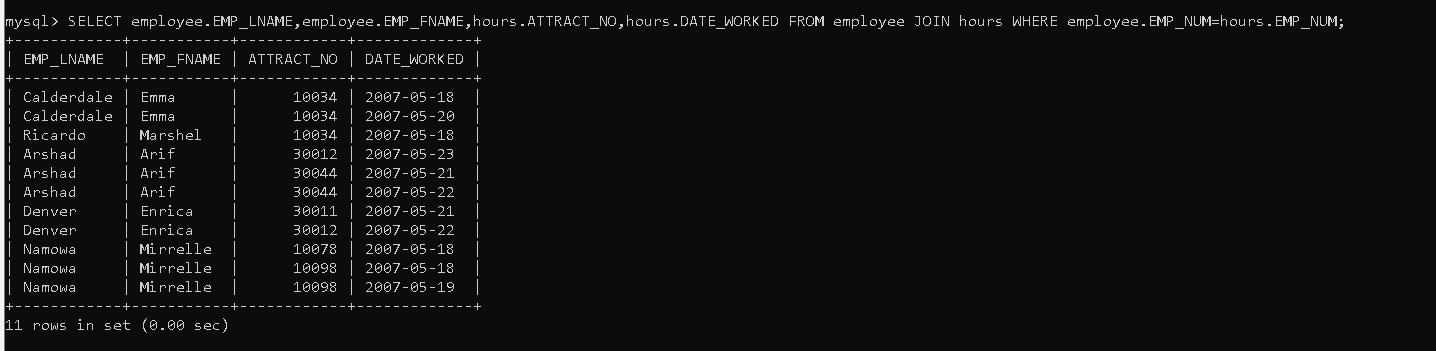 mysql> SELECT employee.EMP_LNAME,employee.EMP_FNAME,hours.ATTRACT_NO,hours.DATE_WORKED FROM employee JOIN hours WHERE employee.EMP_NUM=hours.EMP_NUM;
+------------+-----------+------------+-------------+
| EMP_LNAME  | EMP_FNAME | ATTRACT_NO | DATE_WORKED |
+------------+-----------+------------+-------------+
| Calderdale | Emma      |      10034 | 2007-05-18  |
| Calderdale | Emma      |      10034 | 2007-05-20  |
| Ricardo    | Marshel   |      10034 | 2007-05-18  |
| Arshad     | Arif      |      30012 | 2007-05-23  |
| Arshad     | Arif      |      30044 | 2007-05-21  |
| Arshad     | Arif      |      30044 | 2007-05-22  |
| Denver     | Enrica    |      30011 | 2007-05-21  |
| Denver     | Enrica    |      30012 | 2007-05-22  |
| Namowa     | Mirrelle  |      10078 | 2007-05-18  |
| Namowa     | Mirrelle  |      10098 | 2007-05-18  |
| Namowa     | Mirrelle  |      10098 | 2007-05-19  |
+------------+-----------+------------+-------------+
11 rows in set (0.00 sec)